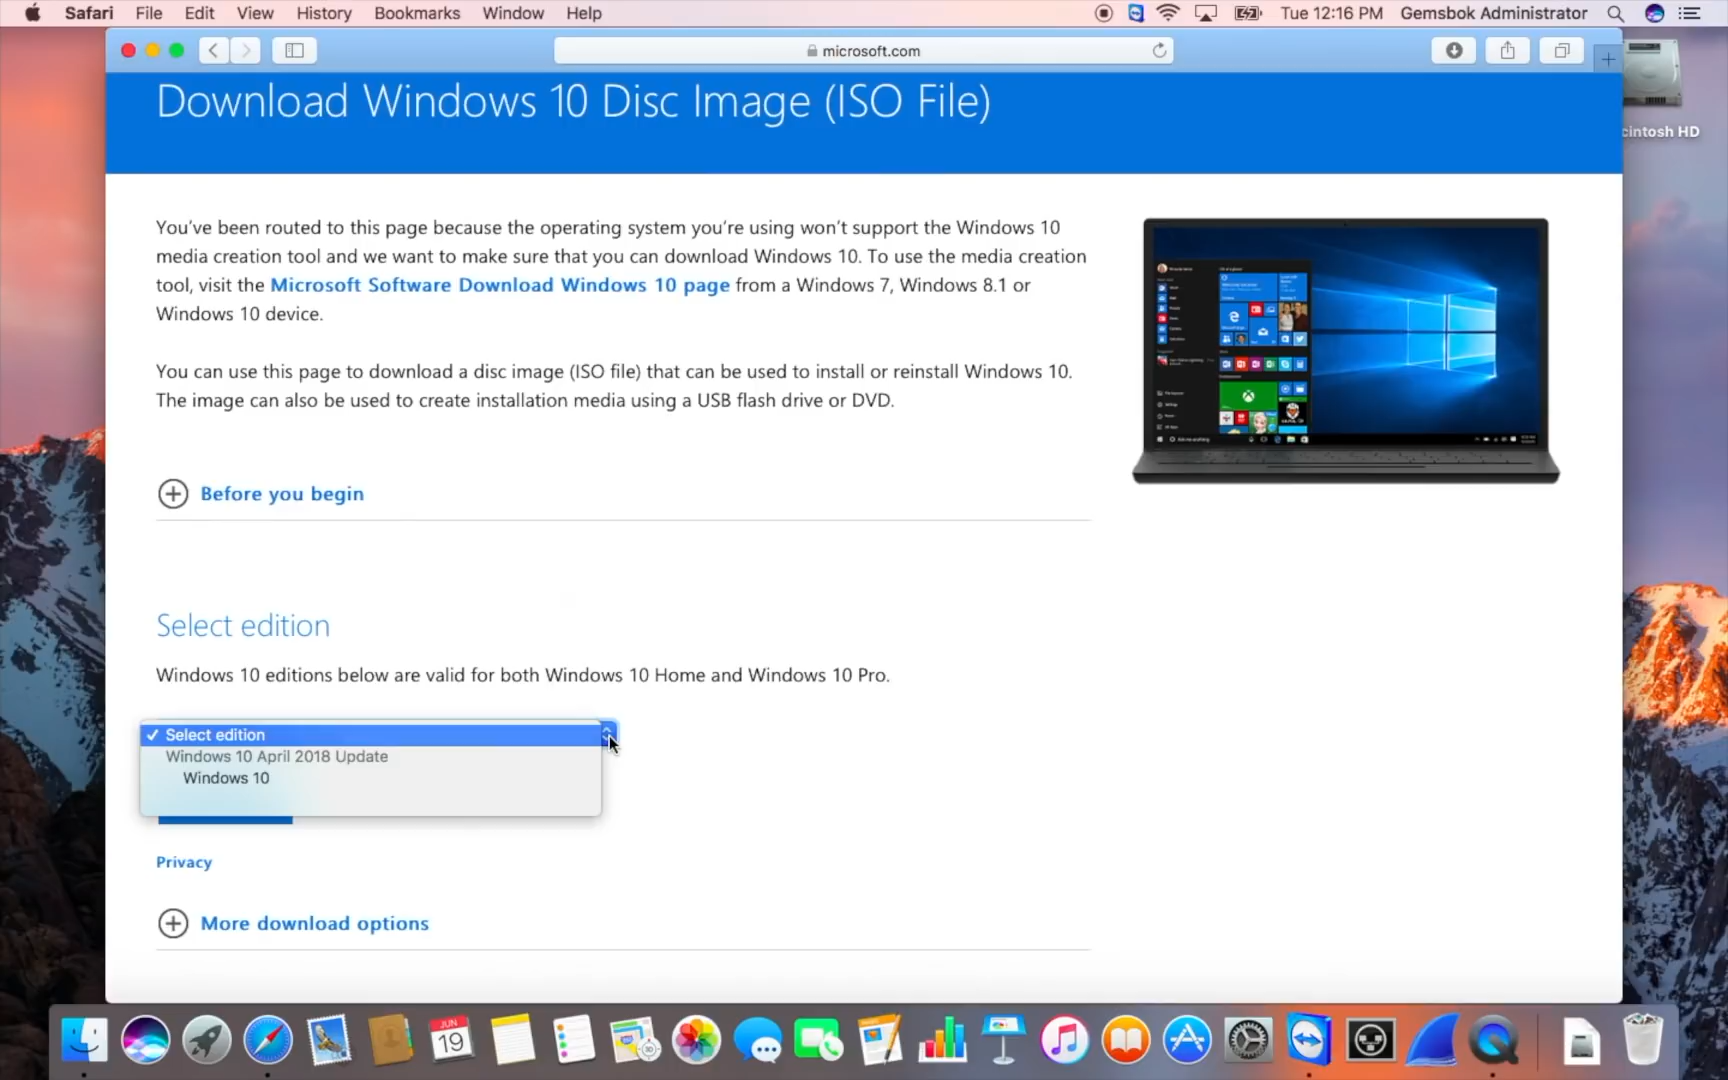 Safari File Edit View History Bookmarks Window Help Tue 12:16 PM Gemsbok Administrator
microsoft.com
Download Windows 10 Disc Image (ISO File)
cintosh HD
You've been routed to this page because the operating system you're using won't support the Windows 10
media creation tool and we want to make sure that you can download Windows 10. To use the media creation
tool, visit the Microsoft Software Download Windows 10 page from a Windows 7, Windows 8.1 or
Windows 10 device.
You can use this page to download a disc image (ISO file) that can be used to install or reinstall Windows 10.
The image can also be used to create installation media using a USB flash drive or DVD.
Before you begin
Select edition
Windows 10 editions below are valid for both Windows 10 Home and Windows 10 Pro.
✓ Select edition
Windows 10 April 2018 Update
Windows 10
Privacy
More download options
JUN
19